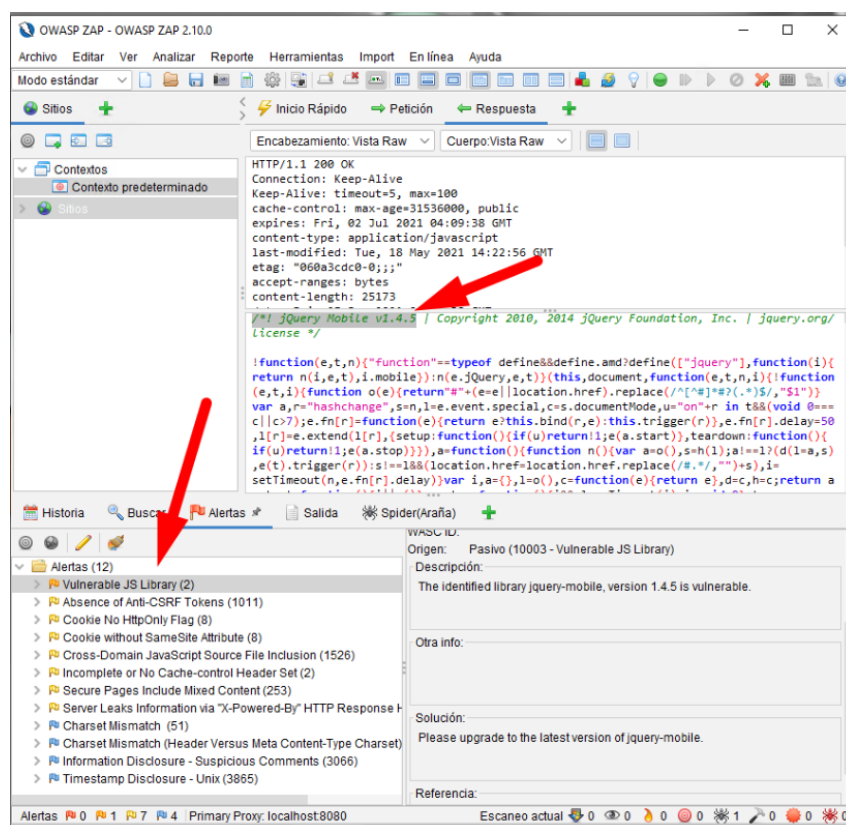 OWASP ZAP - OWASP ZAP 2.10.0
Archivo Editar Ver Analizar Reporte Herramientas Import En línea Ayuda
Modo estándar
Sitios
Inicio Rápido Petición Respuesta
Encabezamiento: Vista Raw Cuerpo:Vista Raw
Contextos
Contexto predeterminado
Sitios
HTTP/1.1 200 OK
Connection: Keep-Alive
Keep-Alive: timeout=5, max=100
cache-control: max-age=31536000, public
expires: Fri, 02 Jul 2021 04:09:38 GMT
content-type: application/javascript
last-modified: Tue, 18 May 2021 14:22:56 GMT
etag: "060a3cdc0-0;;;"
accept-ranges: bytes
content-length: 25173
/*! jQuery Mobile v1.4.5 | Copyright 2010, 2014 jQuery Foundation, Inc. | jquery.org/
license */
!function(e,t,n){"function"==typeof define&&define.amd?define(["jquery"],function(i){
return n(i,e,t),i.mobile}):n(e.jQuery,e,t)}(this,document,function(e,t,n,i){!function
(e,t,i){function o(e){return"#"+(e=e||location.href).replace(/^[^#]*#?(.*)$/,"$1")}
var a,r="hashchange",s=n,l=e.event.special,c=s.documentMode,u="on"+r in t&&(void 0===
c||c>7);e.fn[r]=function(e){return e?this.bind(r,e):this.trigger(r)},e.fn[r].delay=50
,l[r]=e.extend(l[r],{setup:function(){if(u)return!1;e(a.start)},teardown:function(){
if(u)return!1;e(a.stop)}}),a=function(){function n(){var a=o(),s=h(l);a!==l?(d(l=a,s)
,e(t).trigger(r)):s!==l&&(location.href=location.href.replace(/#.*/,"")+s),i=
setTimeout(n,e.fn[r].delay)}var i,a={},l=o(),c=function(e){return e},d=c,h=c;return a
Historia Buscar Alertas Salida Spider(Araña)
Alertas (12)
Vulnerable JS Library (2)
Absence of Anti-CSRF Tokens (1011)
Cookie No HttpOnly Flag (8)
Cookie without SameSite Attribute (8)
Cross-Domain JavaScript Source File Inclusion (1526)
Incomplete or No Cache-control Header Set (2)
Secure Pages Include Mixed Content (253)
Server Leaks Information via "X-Powered-By" HTTP Response H
Charset Mismatch (51)
Charset Mismatch (Header Versus Meta Content-Type Charset)
Information Disclosure - Suspicious Comments (3066)
Timestamp Disclosure - Unix (3865)
WASC ID:
Origen: Pasivo (10003 - Vulnerable JS Library)
Descripción:
The identified library jquery-mobile, version 1.4.5 is vulnerable.
Otra info:
Solución:
Please upgrade to the latest version of jquery-mobile.
Referencia:
Alertas 0 1 7 4 Primary Proxy: localhost:8080 Escaneo actual 0 0 0 0 1 0 0 0